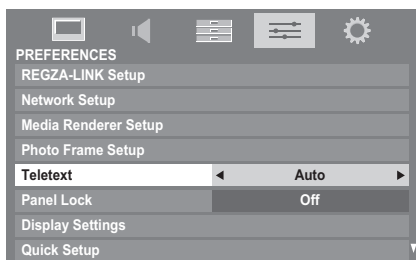 PREFERENCES
REGZA-LINK Setup
Network Setup
Media Renderer Setup
Photo Frame Setup
Teletext ◀ Auto ▶
Panel Lock Off
Display Settings
Quick Setup